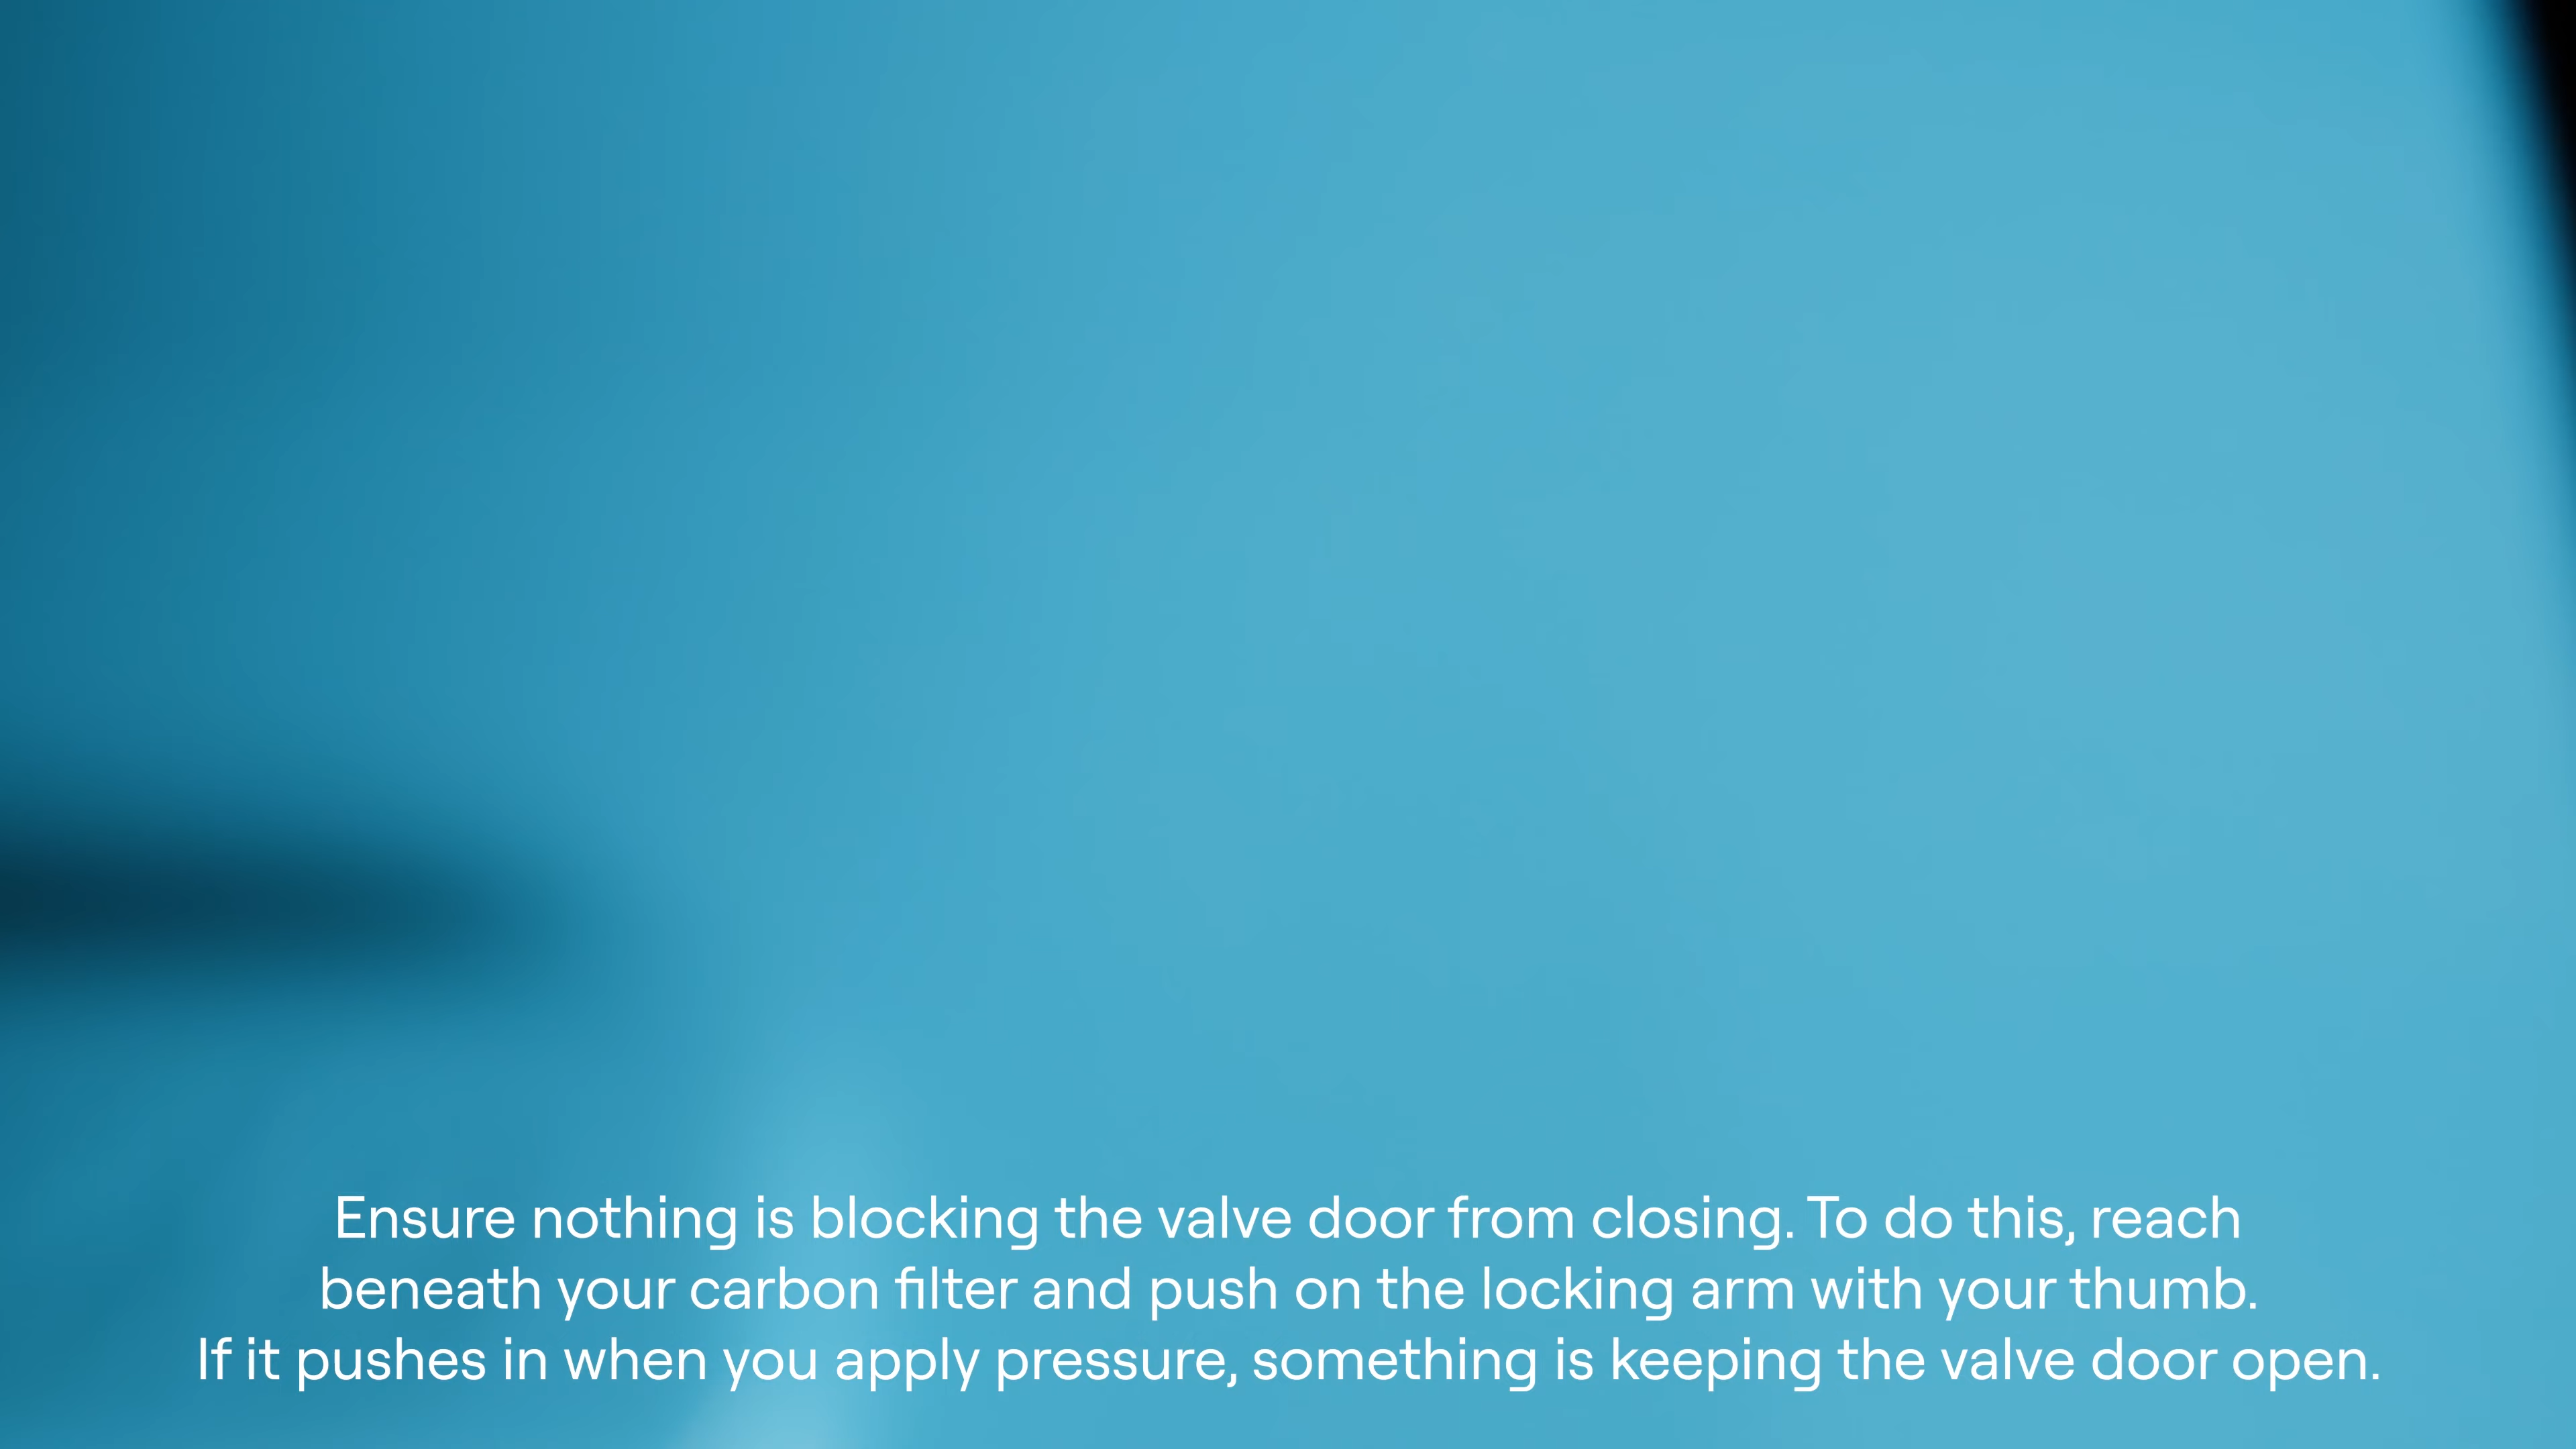 Ensure nothing is blocking the valve door from closing. To do this, reach
beneath your carbon filter and push on the locking arm with your thumb.
If it pushes in when you apply pressure, something is keeping the valve door open.